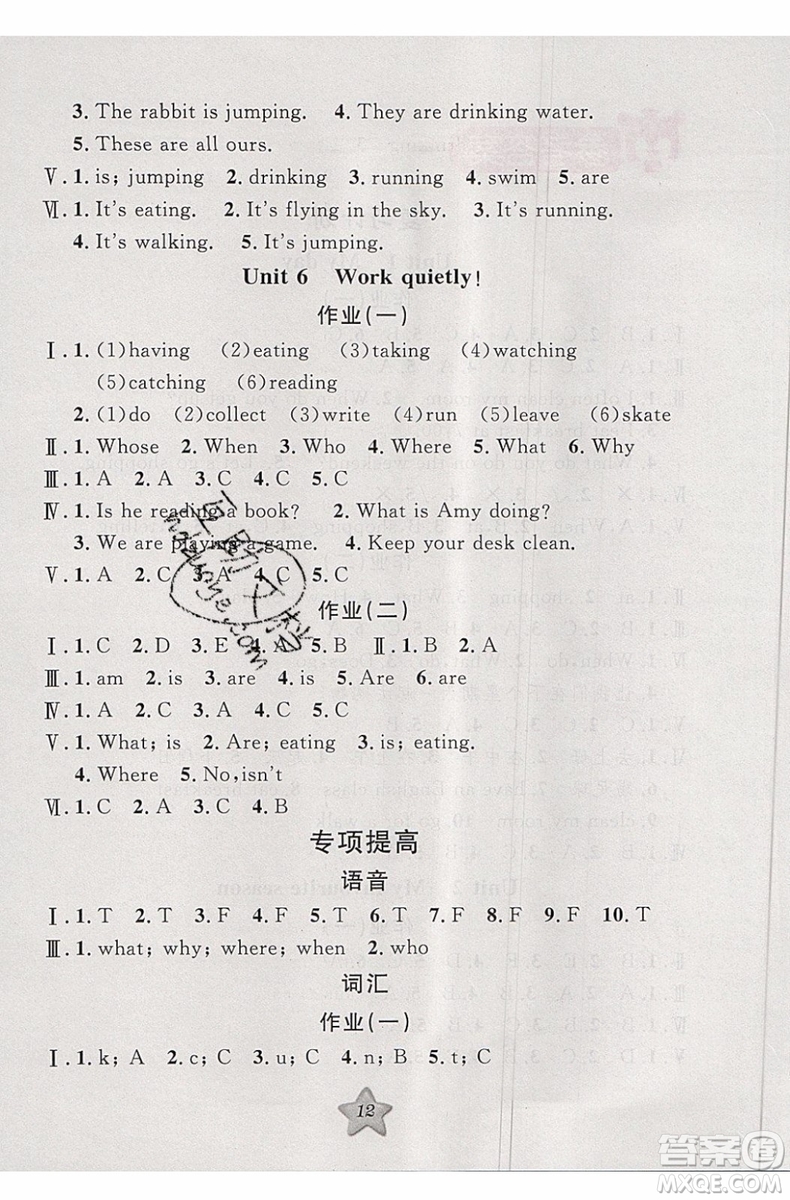 3. The rabbit is jumping. 4. They are drinking water.
5. These are all ours.
Ⅴ. 1. is; jumping 2. drinking 3. running 4. swim 5. are
Ⅵ. 1. It's eating. 2. It's flying in the sky. 3. It's running.
4. It's walking. 5. It's jumping.
Unit 6 Work quietly!
作业(一)
Ⅰ. 1. (1)having (2)eating (3)taking (4)watching
(5)catching (6)reading
2. (1)do (2)collect (3)write (4)run (5)leave (6)skate
Ⅱ. 1. Whose 2. When 3. Who 4. Where 5. What 6. Why
Ⅲ. 1. A 2. A 3. C 4. C 5. C
Ⅳ. 1. Is he reading a book? 2. What is Amy doing?
3. We are playing a game. 4. Keep your desk clean.
Ⅴ. 1. A 2. C 3. A 4. C 5. C
作业(二)
Ⅰ. 1. C 2. D 3. E 4. A 5. B Ⅱ. 1. B 2. A
Ⅲ. 1. am 2. is 3. are 4. is 5. Are 6. are
Ⅳ. 1. A 2. B 3. A 4. C 5. C
Ⅴ. 1. What; is 2. Are; eating 3. is; eating.
4. Where 5. No, isn't
Ⅵ. 1. C 2. A 3. C 4. B
专项提高
语音
Ⅰ. 1. T 2. T 3. F 4. F 5. T 6. T 7. F 8. F 9. F 10. T
Ⅲ. 1. what; why; where; when 2. who
词汇
作业(一)
Ⅰ. 1. k; A 2. c; C 3. u; C 4. n; B 5. t; C
12
答案
MXQE.COM